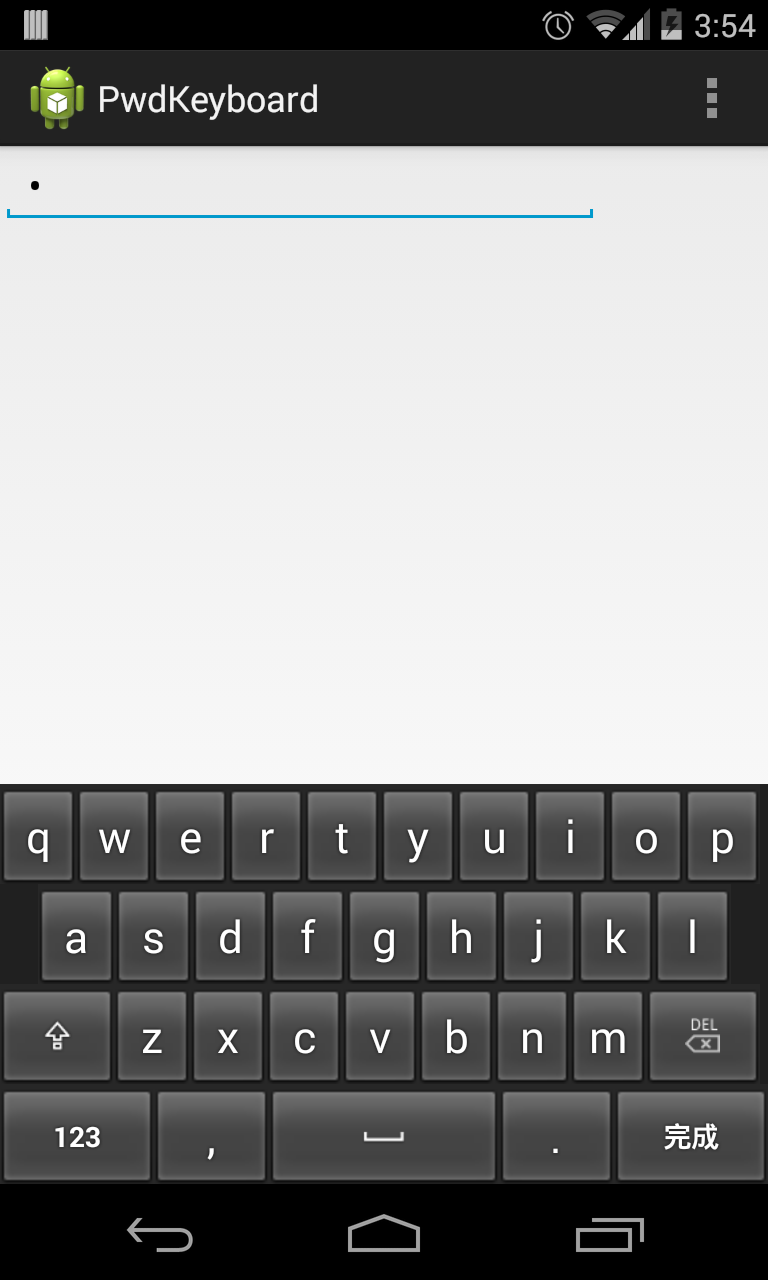 3:54
PwdKeyboard
•
q w e r t y u i o p
a s d f g h j k l
z x c v b n m DEL
123 , . 完成